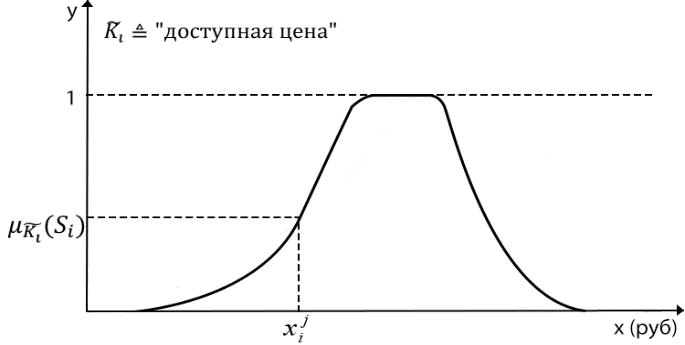 y
K̃ᵢ ≜ "доступная цена"
1
μ_K̃ᵢ(Sᵢ)
xᵢʲ
x (руб)